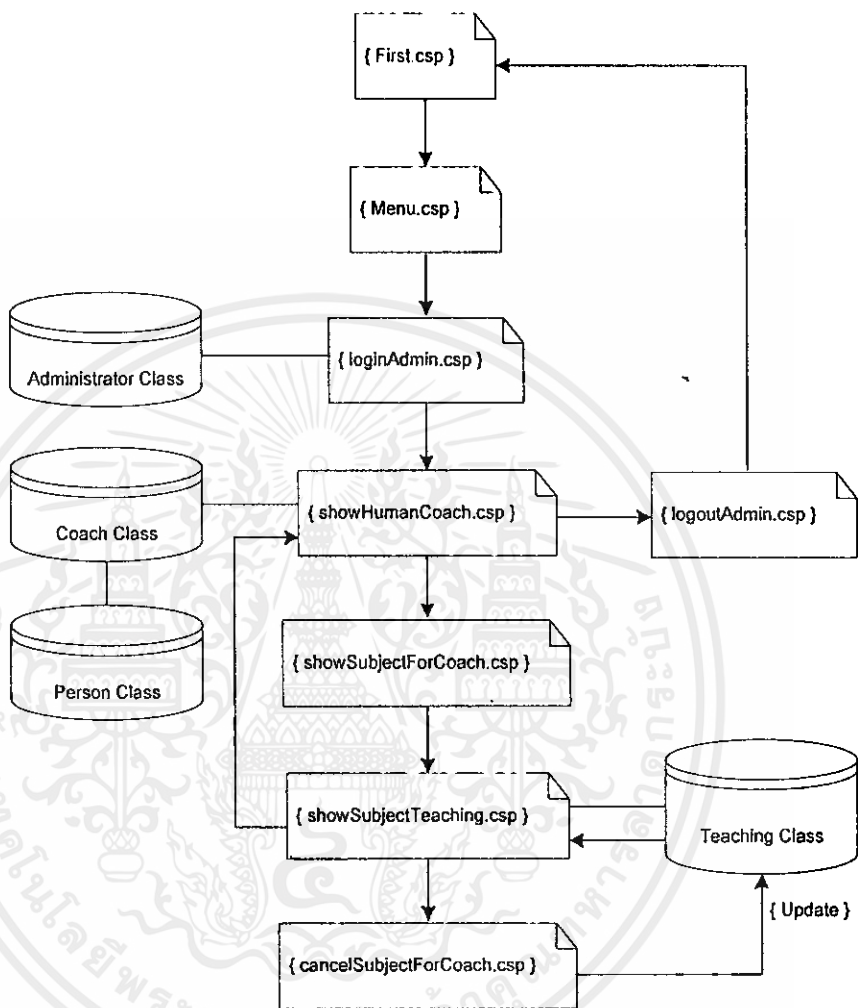 { First.csp }
{ Menu.csp }
{ loginAdmin.csp }
Administrator Class
{ showHumanCoach.csp }
{ logoutAdmin.csp }
Coach Class
{ showSubjectForCoach.csp }
Person Class
{ showSubjectTeaching.csp }
Teaching Class
{ Update }
{ cancelSubjectForCoach.csp }